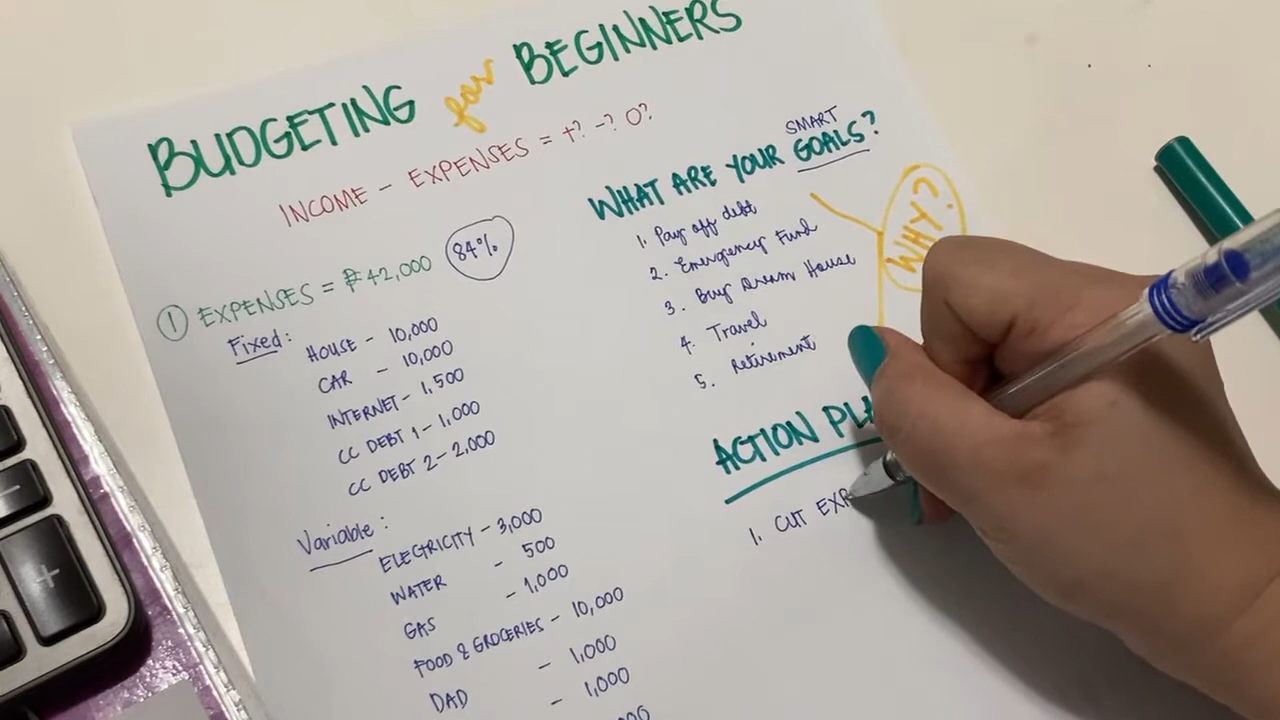 BUDGETING for BEGINNERS
INCOME - EXPENSES = +? -? 0?
① EXPENSES = ₱42,000 84%
Fixed:
HOUSE - 10,000
CAR - 10,000
INTERNET - 1,500
CC DEBT 1 - 1,000
CC DEBT 2 - 2,000
Variable:
ELECTRICITY - 3,000
WATER - 500
GAS - 1,000
FOOD & GROCERIES - 10,000
DAD - 1,000
- 1,000
SMART
WHAT ARE YOUR GOALS?
WHY?
1. Pay off debt
2. Emergency Fund
3. Buy Dream House
4. Travel
5. Retirement
ACTION PLA
1. CUT EXP
+
-